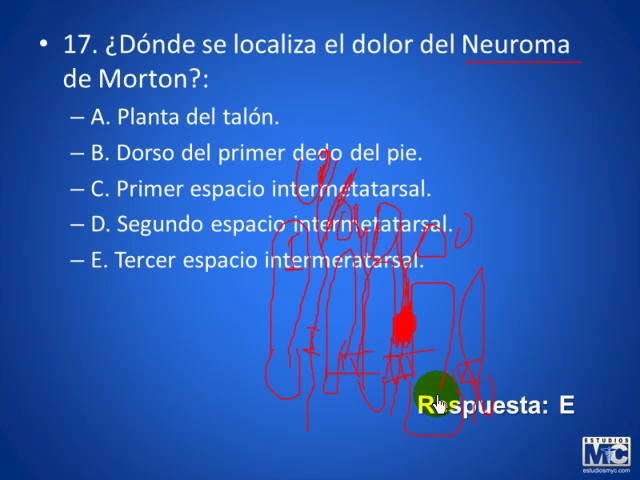 • 17. ¿Dónde se localiza el dolor del Neuroma
de Morton?:
– A. Planta del talón.
– B. Dorso del primer dedo del pie.
– C. Primer espacio intermetatarsal.
– D. Segundo espacio intermetatarsal.
– E. Tercer espacio intermeratarsal.
Respuesta: E
ESTUDIOS
MyC
estudiosmyc.com